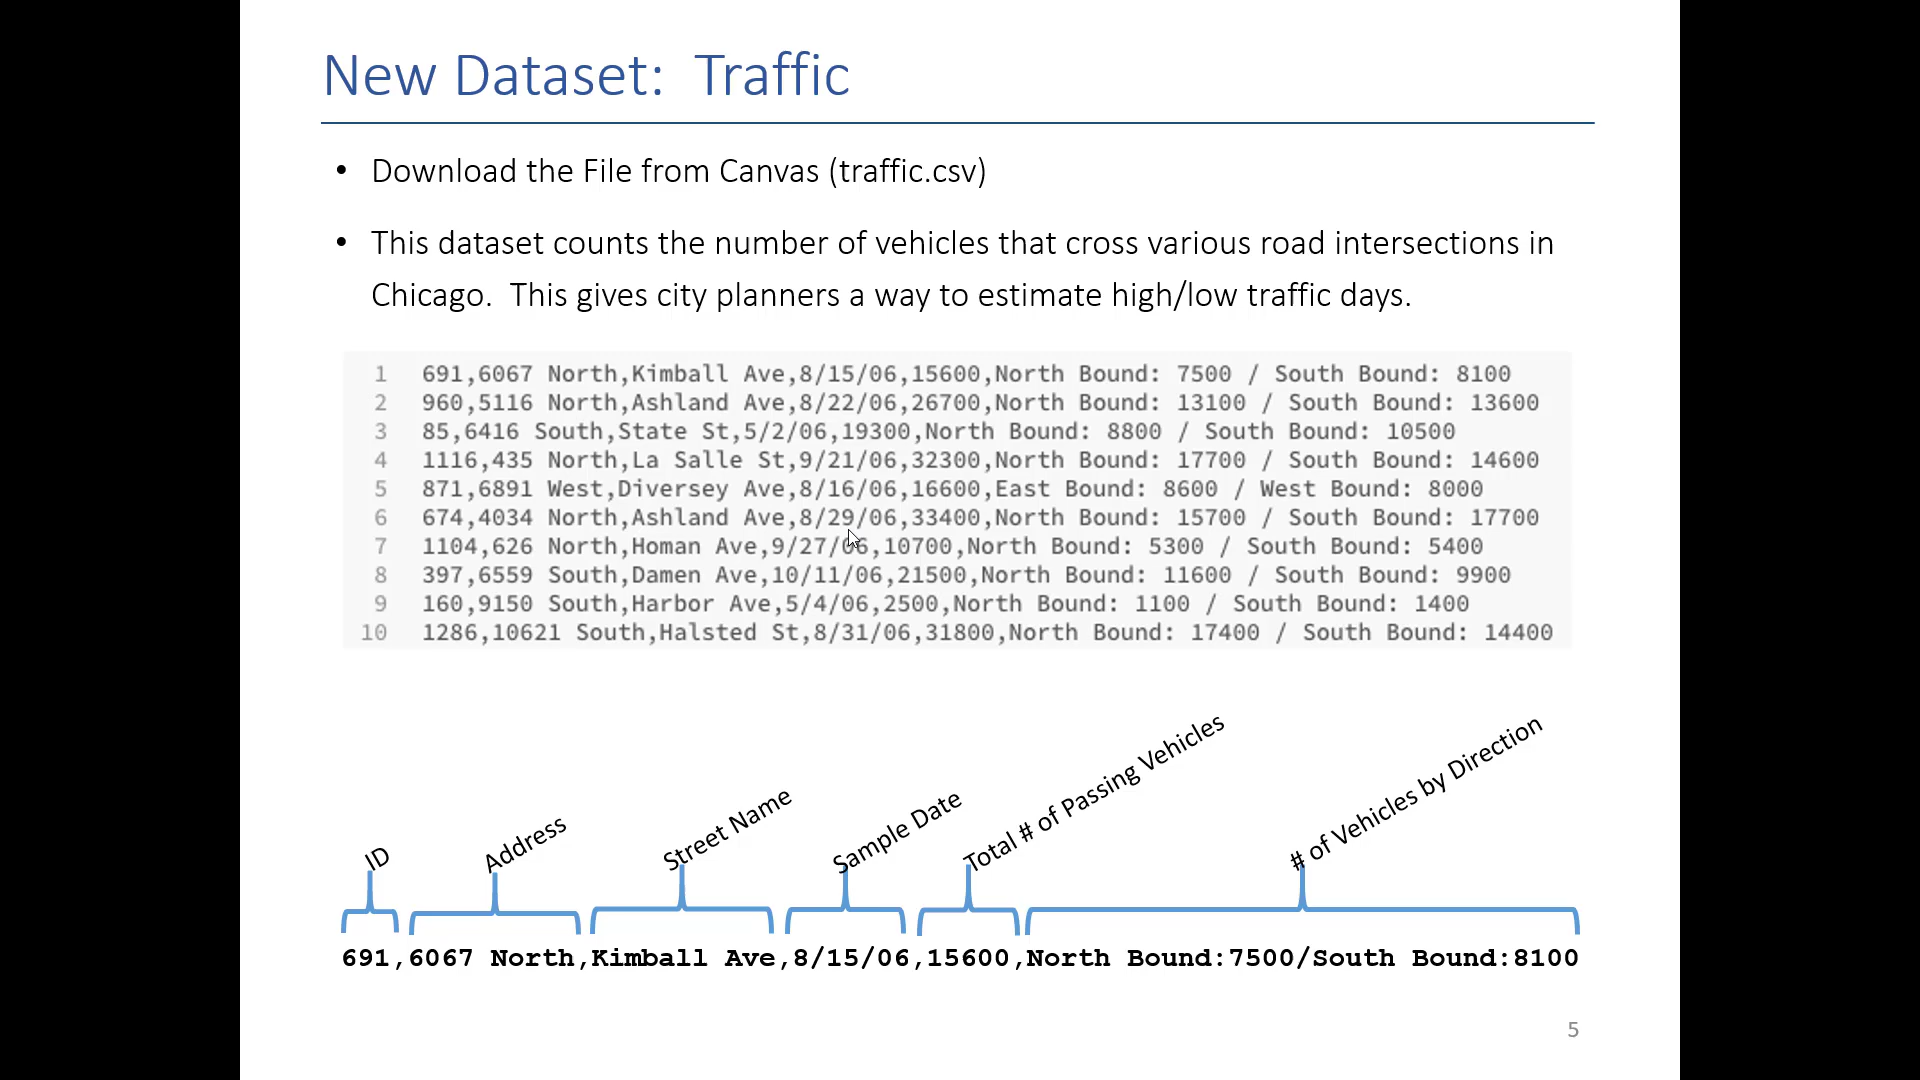 New Dataset:  Traffic
• Download the File from Canvas (traffic.csv)
• This dataset counts the number of vehicles that cross various road intersections in
Chicago.  This gives city planners a way to estimate high/low traffic days.
1 691,6067 North,Kimball Ave,8/15/06,15600,North Bound: 7500 / South Bound: 8100
2 960,5116 North,Ashland Ave,8/22/06,26700,North Bound: 13100 / South Bound: 13600
3 85,6416 South,State St,5/2/06,19300,North Bound: 8800 / South Bound: 10500
4 1116,435 North,La Salle St,9/21/06,32300,North Bound: 17700 / South Bound: 14600
5 871,6891 West,Diversey Ave,8/16/06,16600,East Bound: 8600 / West Bound: 8000
6 674,4034 North,Ashland Ave,8/29/06,33400,North Bound: 15700 / South Bound: 17700
7 1104,626 North,Homan Ave,9/27/06,10700,North Bound: 5300 / South Bound: 5400
8 397,6559 South,Damen Ave,10/11/06,21500,North Bound: 11600 / South Bound: 9900
9 160,9150 South,Harbor Ave,5/4/06,2500,North Bound: 1100 / South Bound: 1400
10 1286,10621 South,Halsted St,8/31/06,31800,North Bound: 17400 / South Bound: 14400
ID
Address
Street Name
Sample Date
Total # of Passing Vehicles
# of Vehicles by Direction
691,6067 North,Kimball Ave,8/15/06,15600,North Bound:7500/South Bound:8100
5